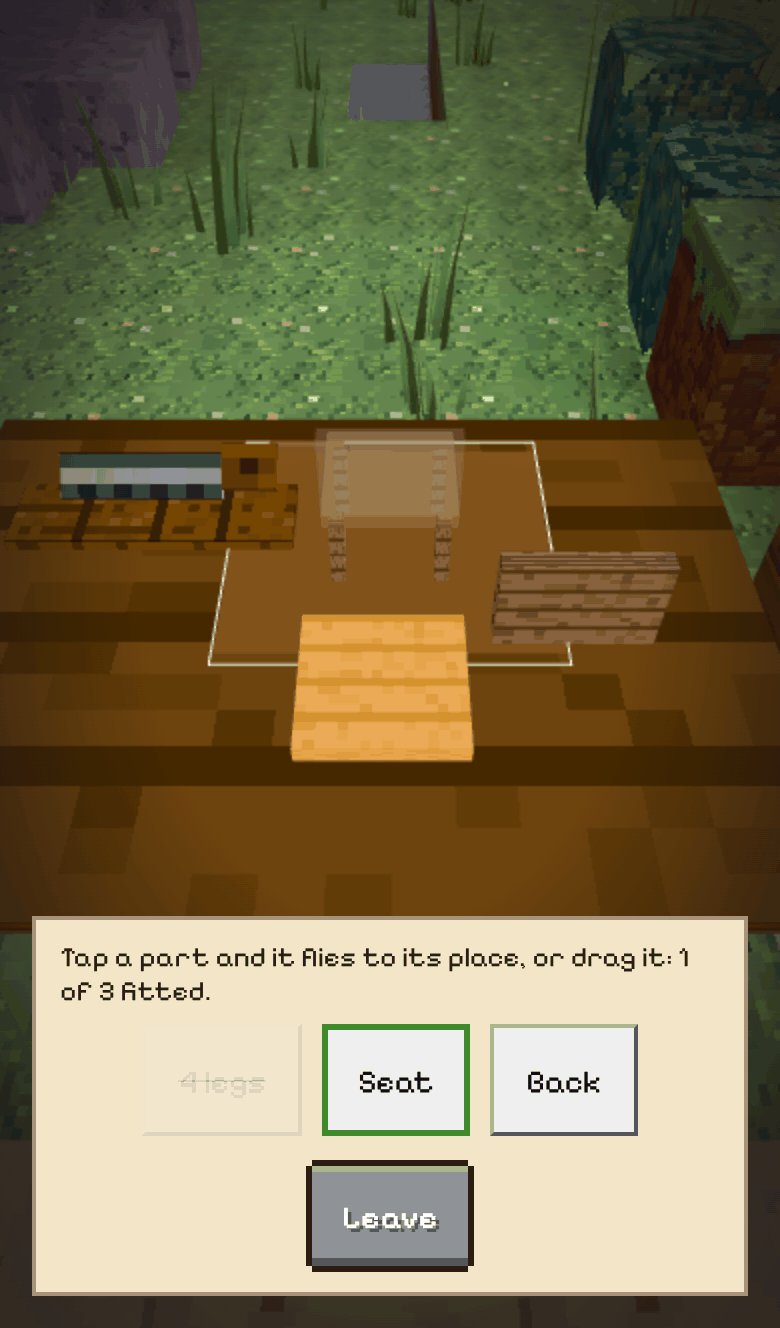 Tap a part and it flies to its place, or drag it: 1
of 3 fitted.
4 legs
Seat
Back
Leave